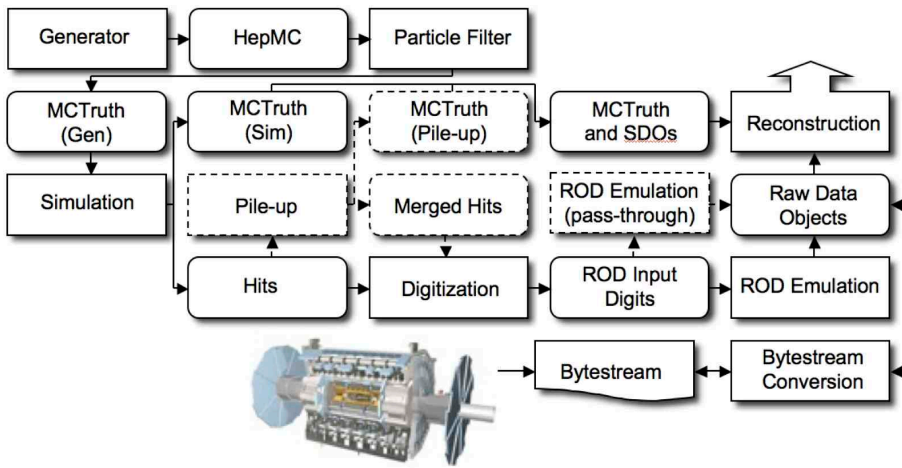 Generator
HepMC
Particle Filter
MCTruth
(Gen)
MCTruth
(Sim)
MCTruth
(Pile-up)
MCTruth
and SDOs
Reconstruction
Simulation
Pile-up
Merged Hits
ROD Emulation
(pass-through)
Raw Data
Objects
Hits
Digitization
ROD Input
Digits
ROD Emulation
Bytestream
Bytestream
Conversion